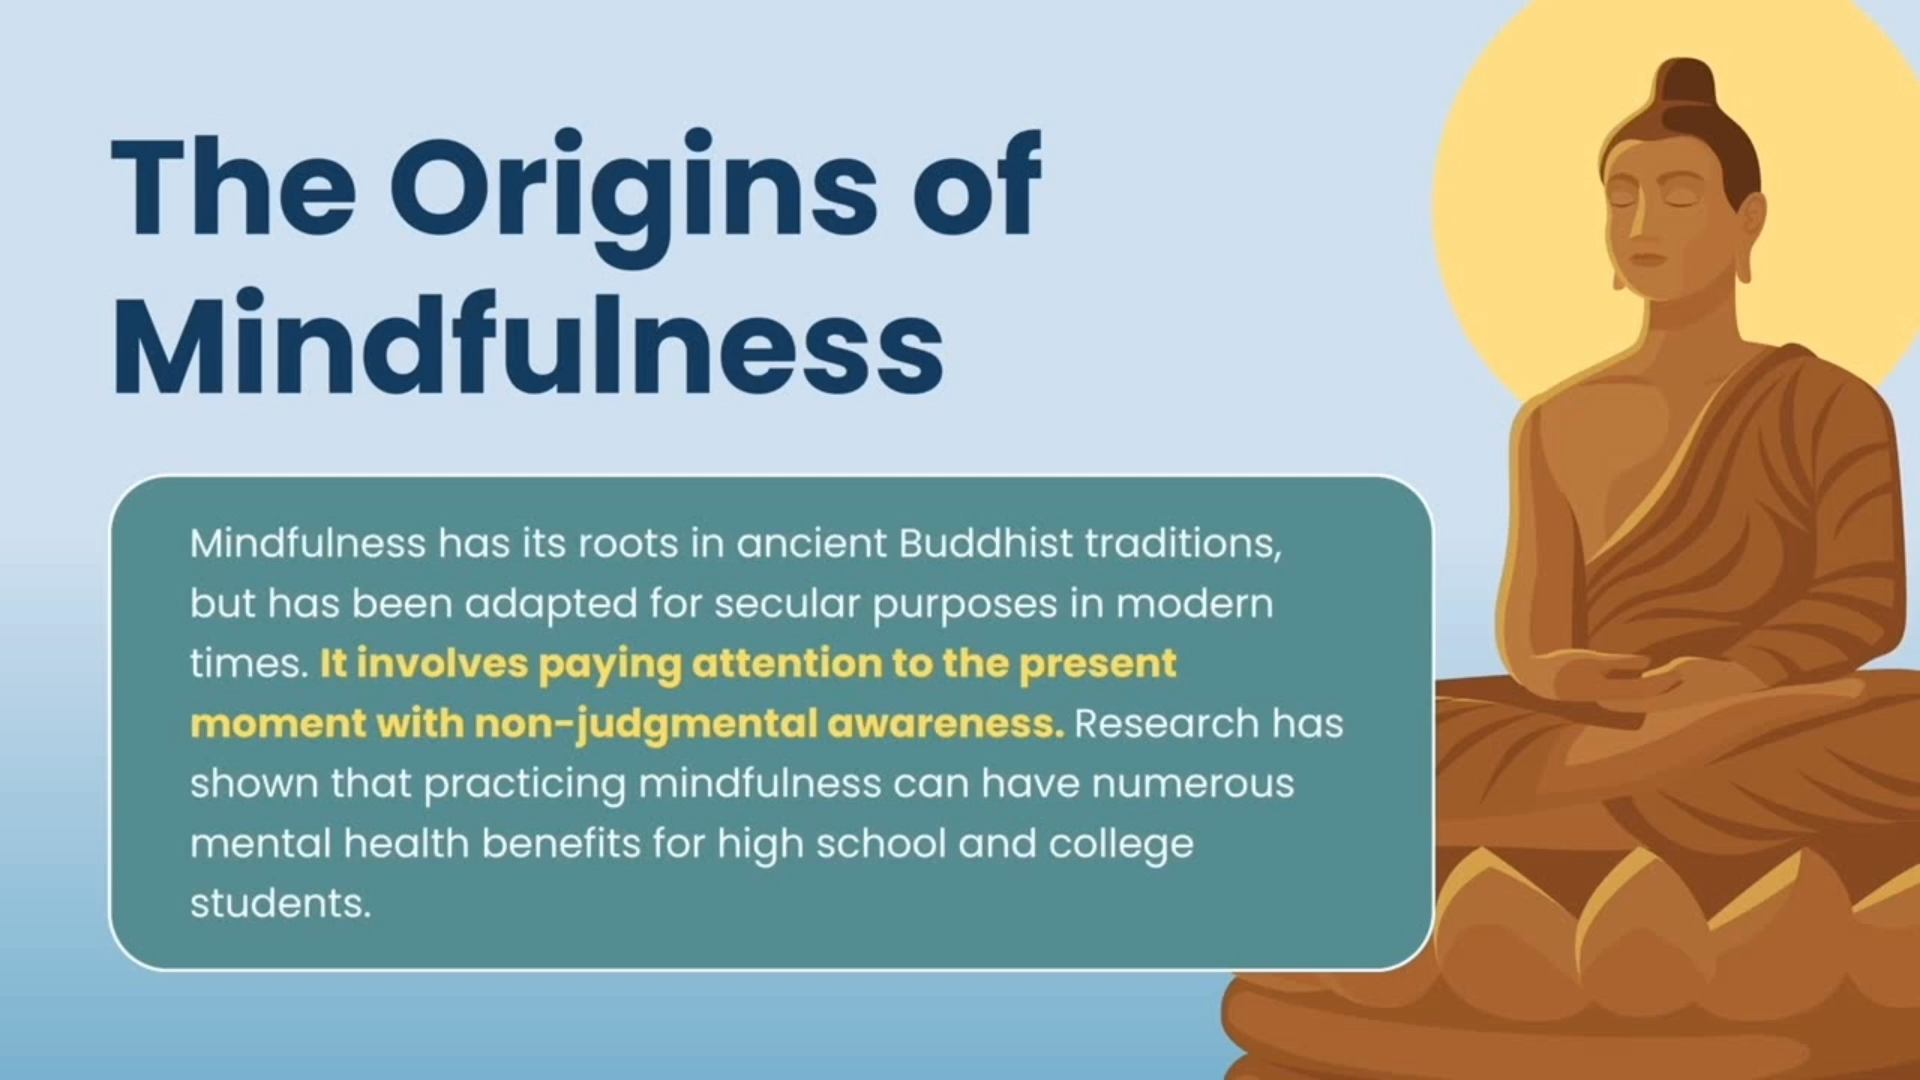 The Origins of
Mindfulness
Mindfulness has its roots in ancient Buddhist traditions,
but has been adapted for secular purposes in modern
times. It involves paying attention to the present
moment with non-judgmental awareness. Research has
shown that practicing mindfulness can have numerous
mental health benefits for high school and college
students.